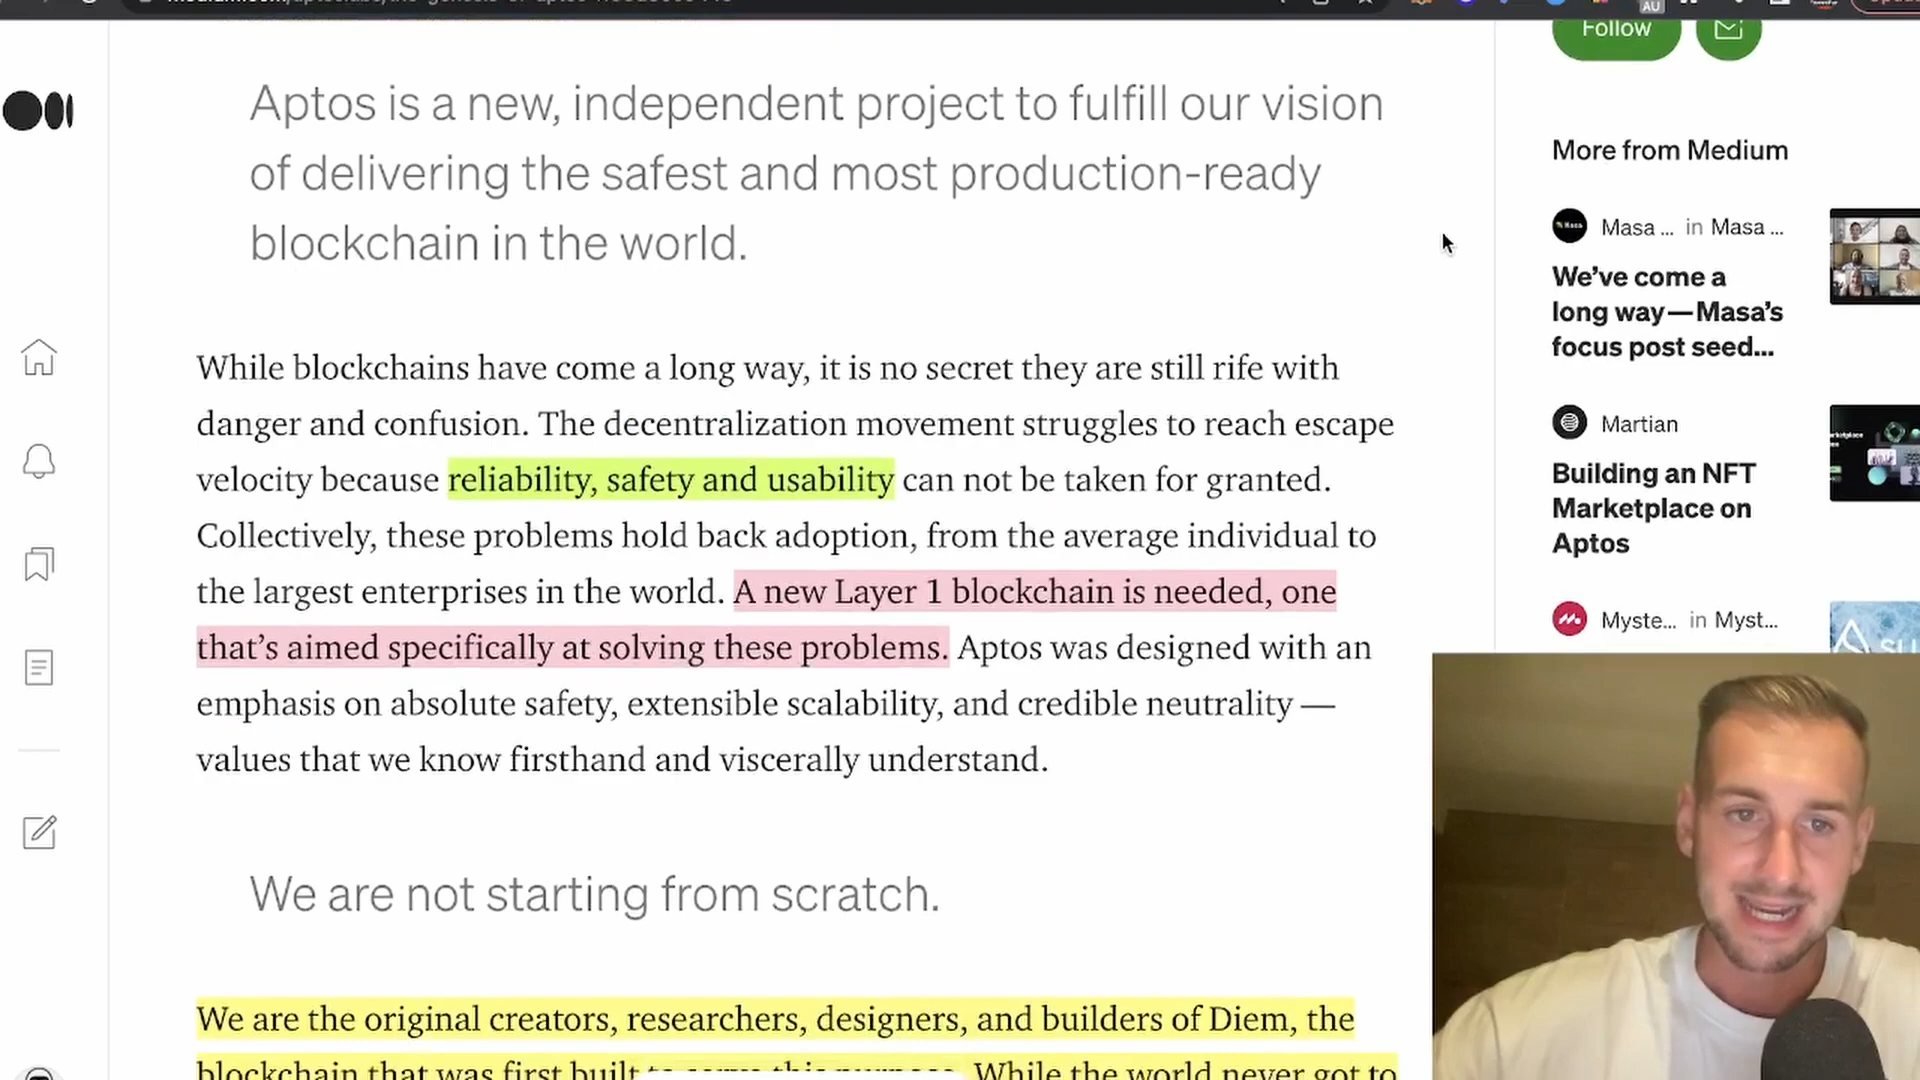 AU
Follow
Aptos is a new, independent project to fulfill our vision
of delivering the safest and most production-ready
blockchain in the world.
While blockchains have come a long way, it is no secret they are still rife with
danger and confusion. The decentralization movement struggles to reach escape
velocity because reliability, safety and usability can not be taken for granted.
Collectively, these problems hold back adoption, from the average individual to
the largest enterprises in the world. A new Layer 1 blockchain is needed, one
that's aimed specifically at solving these problems. Aptos was designed with an
emphasis on absolute safety, extensible scalability, and credible neutrality —
values that we know firsthand and viscerally understand.
We are not starting from scratch.
We are the original creators, researchers, designers, and builders of Diem, the
blockchain that was first built to serve this purpose. While the world never got to
More from Medium
Masa ... in Masa ...
We've come a
long way—Masa's
focus post seed...
Martian
Building an NFT
Marketplace on
Aptos
Myste... in Myst...
SU